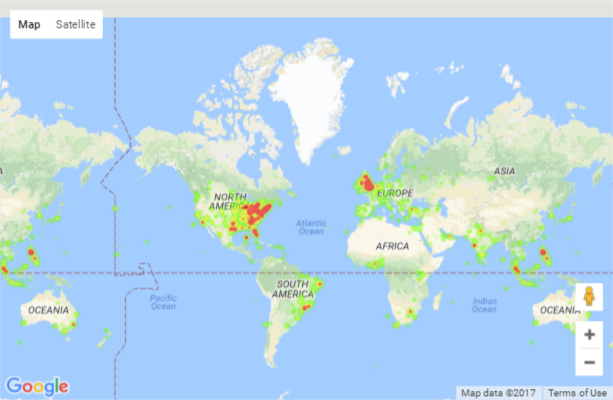 Map Satellite
A
ASIA
NORTH
AMERICA
EUROPE
Atlantic
Ocean
AFRICA
SOUTH
AMERICA
Pacific
Ocean
Indian
Ocean
OCEANIA
OCEANIA
+
−
Google
Map data ©2017 Terms of Use